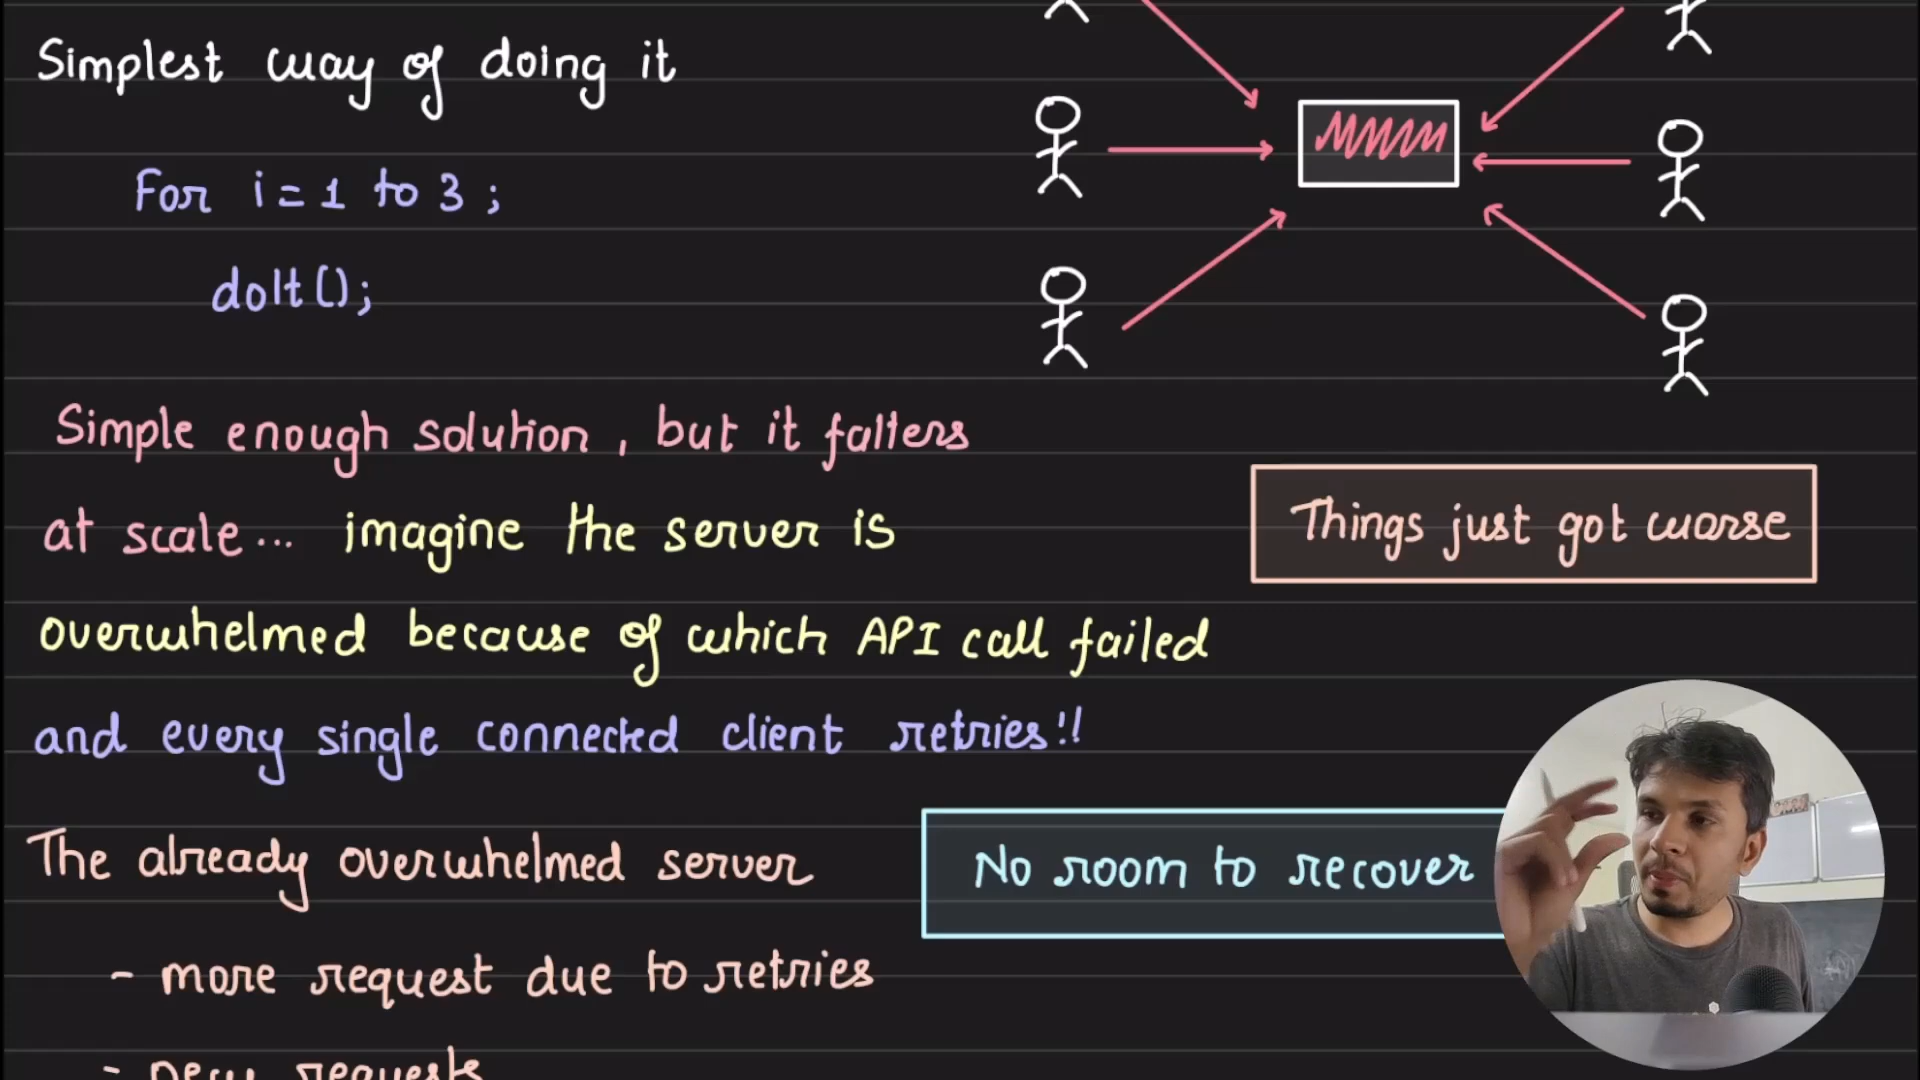 Simplest way of doing it
For i = 1 to 3 ;
doIt();
Simple enough solution, but it falters
at scale... imagine the server is
Things just got worse
overwhelmed because of which API call failed
and every single connected client retries!!
The already overwhelmed server
No room to recover
- more request due to retries
- new requests